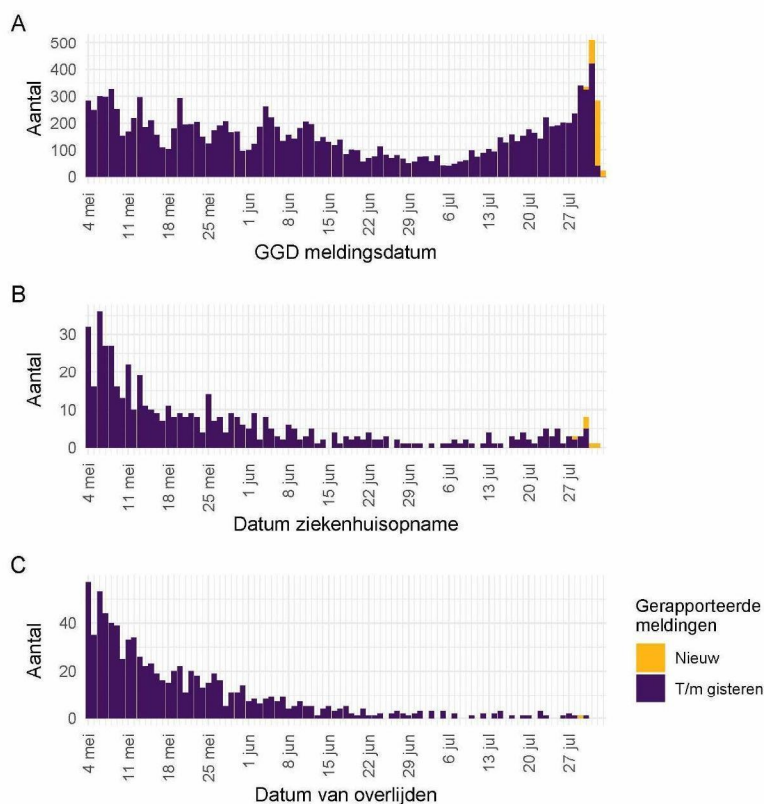 A
500
400
300
200
100
0
Aantal
4 mei
11 mei
18 mei
25 mei
1 jun
8 jun
15 jun
22 jun
29 jun
6 jul
13 jul
20 jul
27 jul
GGD meldingsdatum
B
30
20
10
0
Aantal
4 mei
11 mei
18 mei
25 mei
1 jun
8 jun
15 jun
22 jun
29 jun
6 jul
13 jul
20 jul
27 jul
Datum ziekenhuisopname
C
40
20
0
Aantal
4 mei
11 mei
18 mei
25 mei
1 jun
8 jun
15 jun
22 jun
29 jun
6 jul
13 jul
20 jul
27 jul
Datum van overlijden
Gerapporteerde
meldingen
Nieuw
T/m gisteren